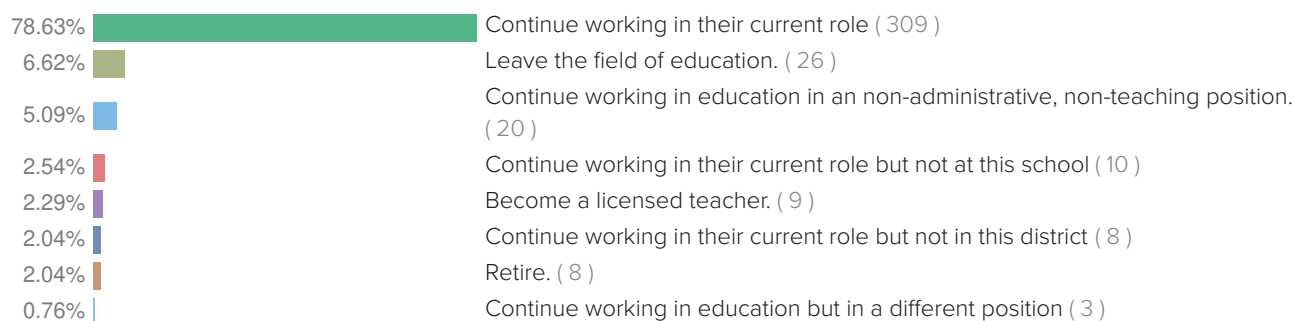 78.63% Continue working in their current role ( 309 )
6.62% Leave the field of education. ( 26 )
5.09% Continue working in education in an non-administrative, non-teaching position.
( 20 )
2.54% Continue working in their current role but not at this school ( 10 )
2.29% Become a licensed teacher. ( 9 )
2.04% Continue working in their current role but not in this district ( 8 )
2.04% Retire. ( 8 )
0.76% Continue working in education but in a different position ( 3 )